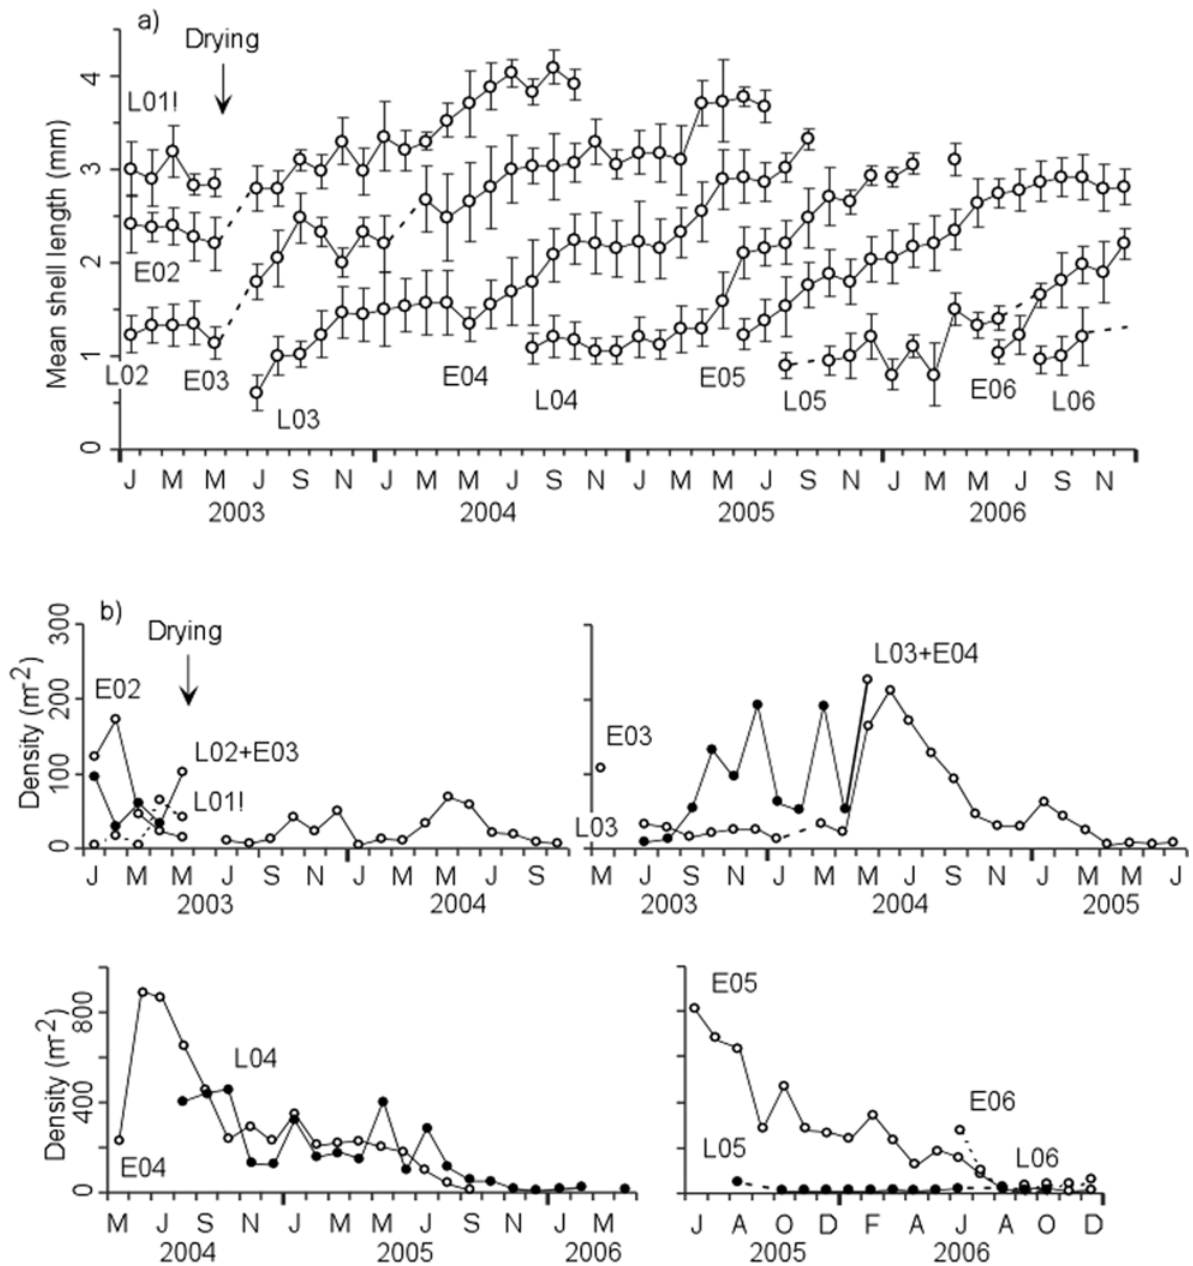 a)
Drying
Mean shell length (mm)
4
3
2
1
0
L01!
E02
L02 E03
L03
E04
L04
E05
L05
E06
L06
J M M J S N J M M J S N J M M J S N J M M J S N
2003 2004 2005 2006
b)
Drying
Density (m-2)
300
200
100
0
E02
L02+E03
L01!
J M M J S N J M M J S
2003 2004
L03+E04
E03
L03
M J S N J M M J S N J M M J
2003 2004 2005
Density (m-2)
800
400
0
L04
E04
M J S N J M M J S N J M
2004 2005 2006
E05
E06
L05
L06
J A O D F A J A O D
2005 2006